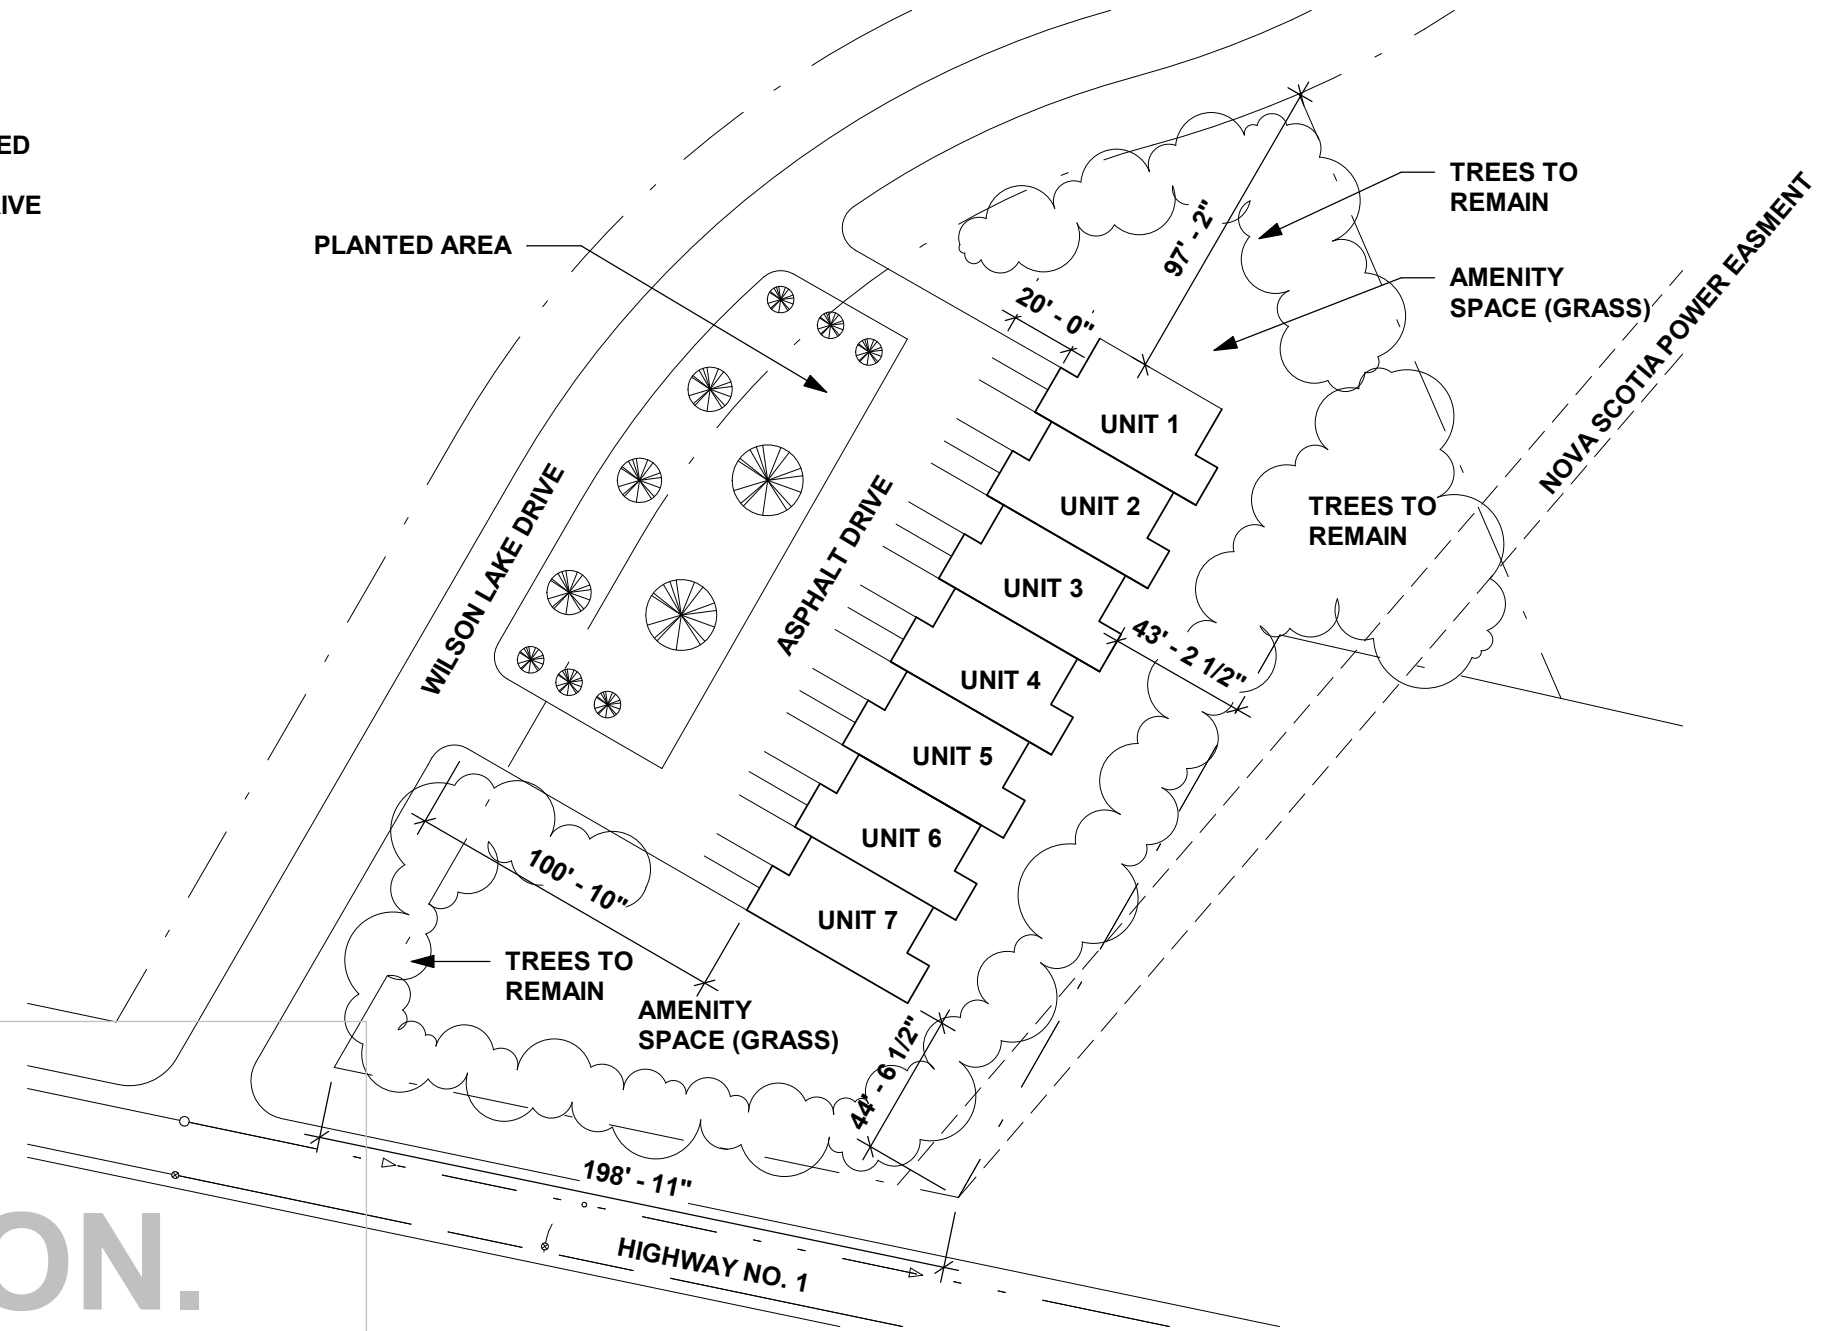 ED
RIVE
PLANTED AREA
TREES TO
REMAIN
AMENITY
SPACE (GRASS)
NOVA SCOTIA POWER EASMENT
97' - 2"
20' - 0"
UNIT 1
UNIT 2
UNIT 3
UNIT 4
UNIT 5
UNIT 6
UNIT 7
TREES TO
REMAIN
WILSON LAKE DRIVE
ASPHALT DRIVE
43' - 2 1/2"
100' - 10"
TREES TO
REMAIN
AMENITY
SPACE (GRASS)
44' - 6 1/2"
198' - 11"
HIGHWAY NO. 1
ON.